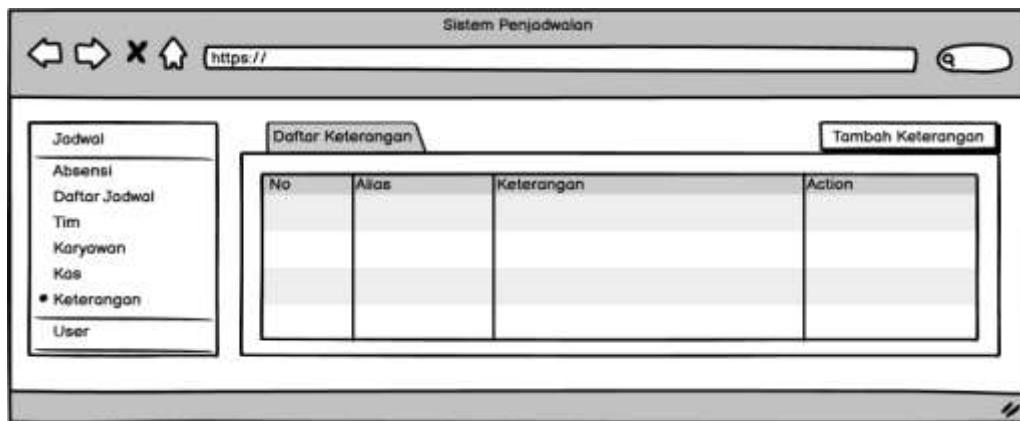 Sistem Penjadwalan
https://
Jadwal
Absensi
Daftar Jadwal
Tim
Karyawan
Kas
Keterangan
User
Daftar Keterangan
Tambah Keterangan
No Alias Keterangan Action